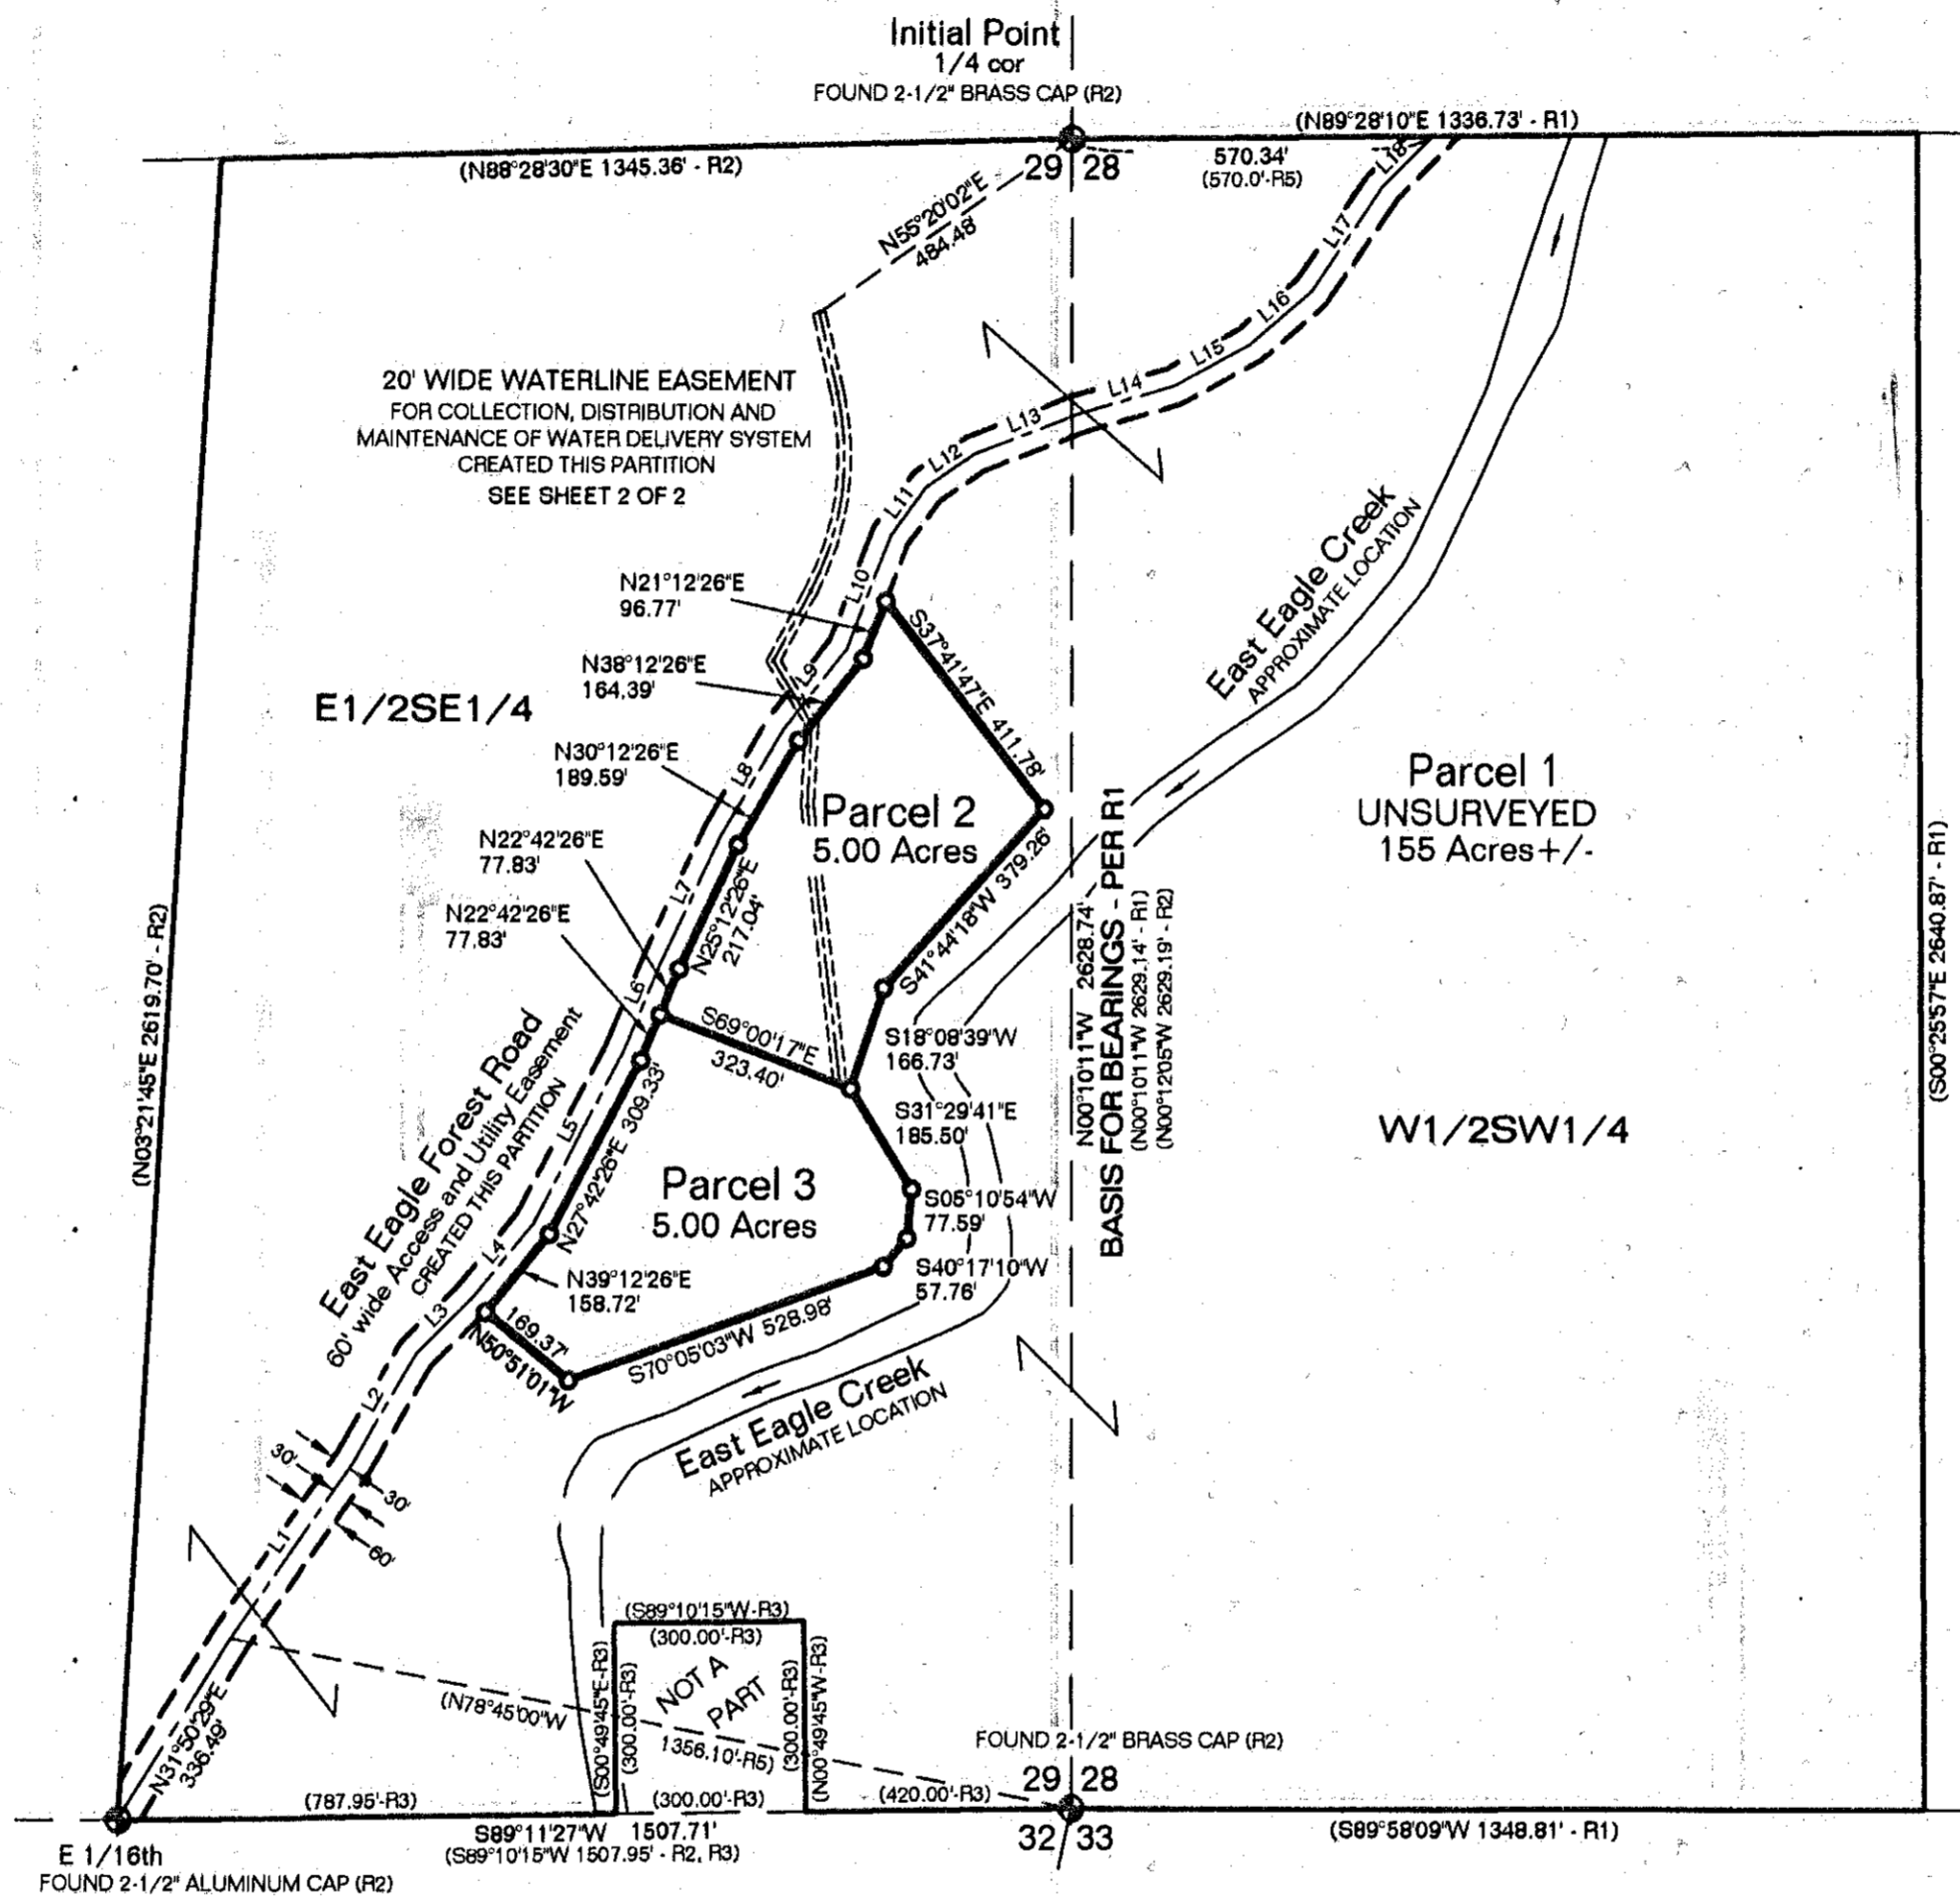 Initial Point
1/4 cor
FOUND 2-1/2" BRASS CAP (R2)
(N89°28'10"E 1336.73' - R1)
(N88°28'30"E 1345.36' - R2)
29 28
570.34'
(570.0'-R5)
L18
N55°20'02"E
484.48'
L17
L16
L15
L14
L13
L12
L11
L10
20' WIDE WATERLINE EASEMENT
FOR COLLECTION, DISTRIBUTION AND
MAINTENANCE OF WATER DELIVERY SYSTEM
CREATED THIS PARTITION
SEE SHEET 2 OF 2
East Eagle Creek
APPROXIMATE LOCATION
N21°12'26"E
96.77'
S37°41'47"E 411.78'
N38°12'26"E
164.39'
L9
E1/2SE1/4
N30°12'26"E
189.59'
L8
Parcel 2
5.00 Acres
Parcel 1
UNSURVEYED
155 Acres+/-
N22°42'26"E
77.83'
L7
N25°12'26"E
217.04'
S41°44'18"W 379.26'
N22°42'26"E
77.83'
L6
(N03°21'45"E 2619.70' - R2)
(S00°25'57"E 2640.87' - R1)
N00°10'11"W 2628.74'
BASIS FOR BEARINGS - PER R1
(N00°10'11"W 2629.14' - R1)
(N00°12'05"W 2629.19' - R2)
S69°00'17"E
323.40'
S18°08'39"W
166.73'
S31°29'41"E
185.50'
W1/2SW1/4
East Eagle Forest Road
60' wide Access and Utility Easement
CREATED THIS PARTITION
L5
N27°42'26"E 309.33'
Parcel 3
5.00 Acres
S05°10'54"W
77.59'
L4
N39°12'26"E
158.72'
S40°17'10"W
57.76'
L3
169.37'
N50°51'01"W
S70°05'03"W 528.98'
L2
East Eagle Creek
APPROXIMATE LOCATION
30'
30'
60'
L1
(S89°10'15"W-R3)
(300.00'-R3)
NOT A
PART
(S00°49'45"E-R3)
(300.00'-R3)
(300.00'-R3)
(N00°49'45"W-R3)
(N78°45'00"W
1356.10'-R5)
N31°50'29"E
336.49'
FOUND 2-1/2" BRASS CAP (R2)
29 28
(787.95'-R3)
(300.00'-R3)
(420.00'-R3)
S89°11'27"W 1507.71'
(S89°10'15"W 1507.95' - R2, R3)
32 33
(S89°58'09"W 1348.81' - R1)
E 1/16th
FOUND 2-1/2" ALUMINUM CAP (R2)